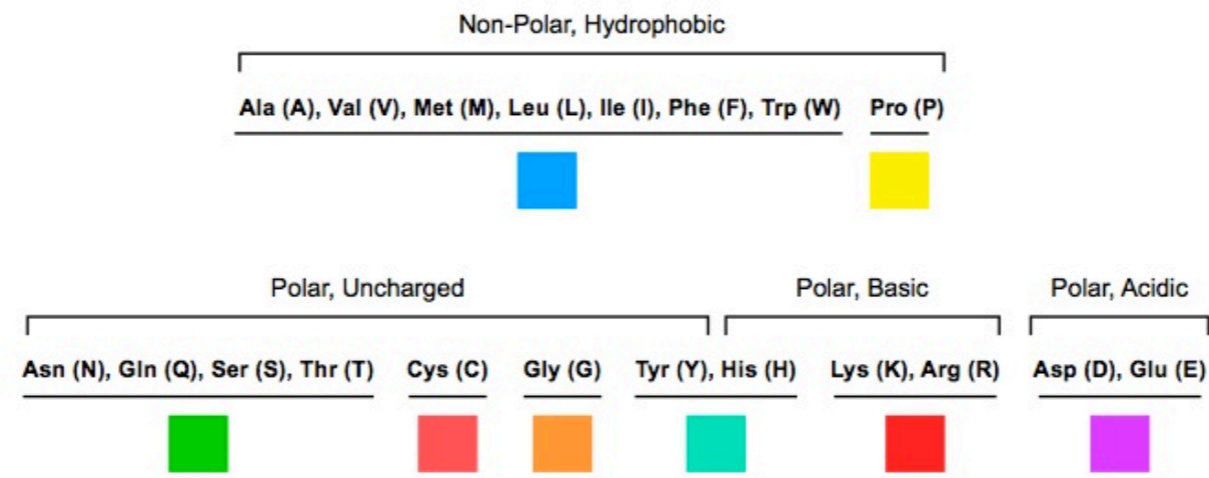 Non-Polar, Hydrophobic
Ala (A), Val (V), Met (M), Leu (L), Ile (I), Phe (F), Trp (W) Pro (P)
Polar, Uncharged Polar, Basic Polar, Acidic
Asn (N), Gln (Q), Ser (S), Thr (T) Cys (C) Gly (G) Tyr (Y), His (H) Lys (K), Arg (R) Asp (D), Glu (E)